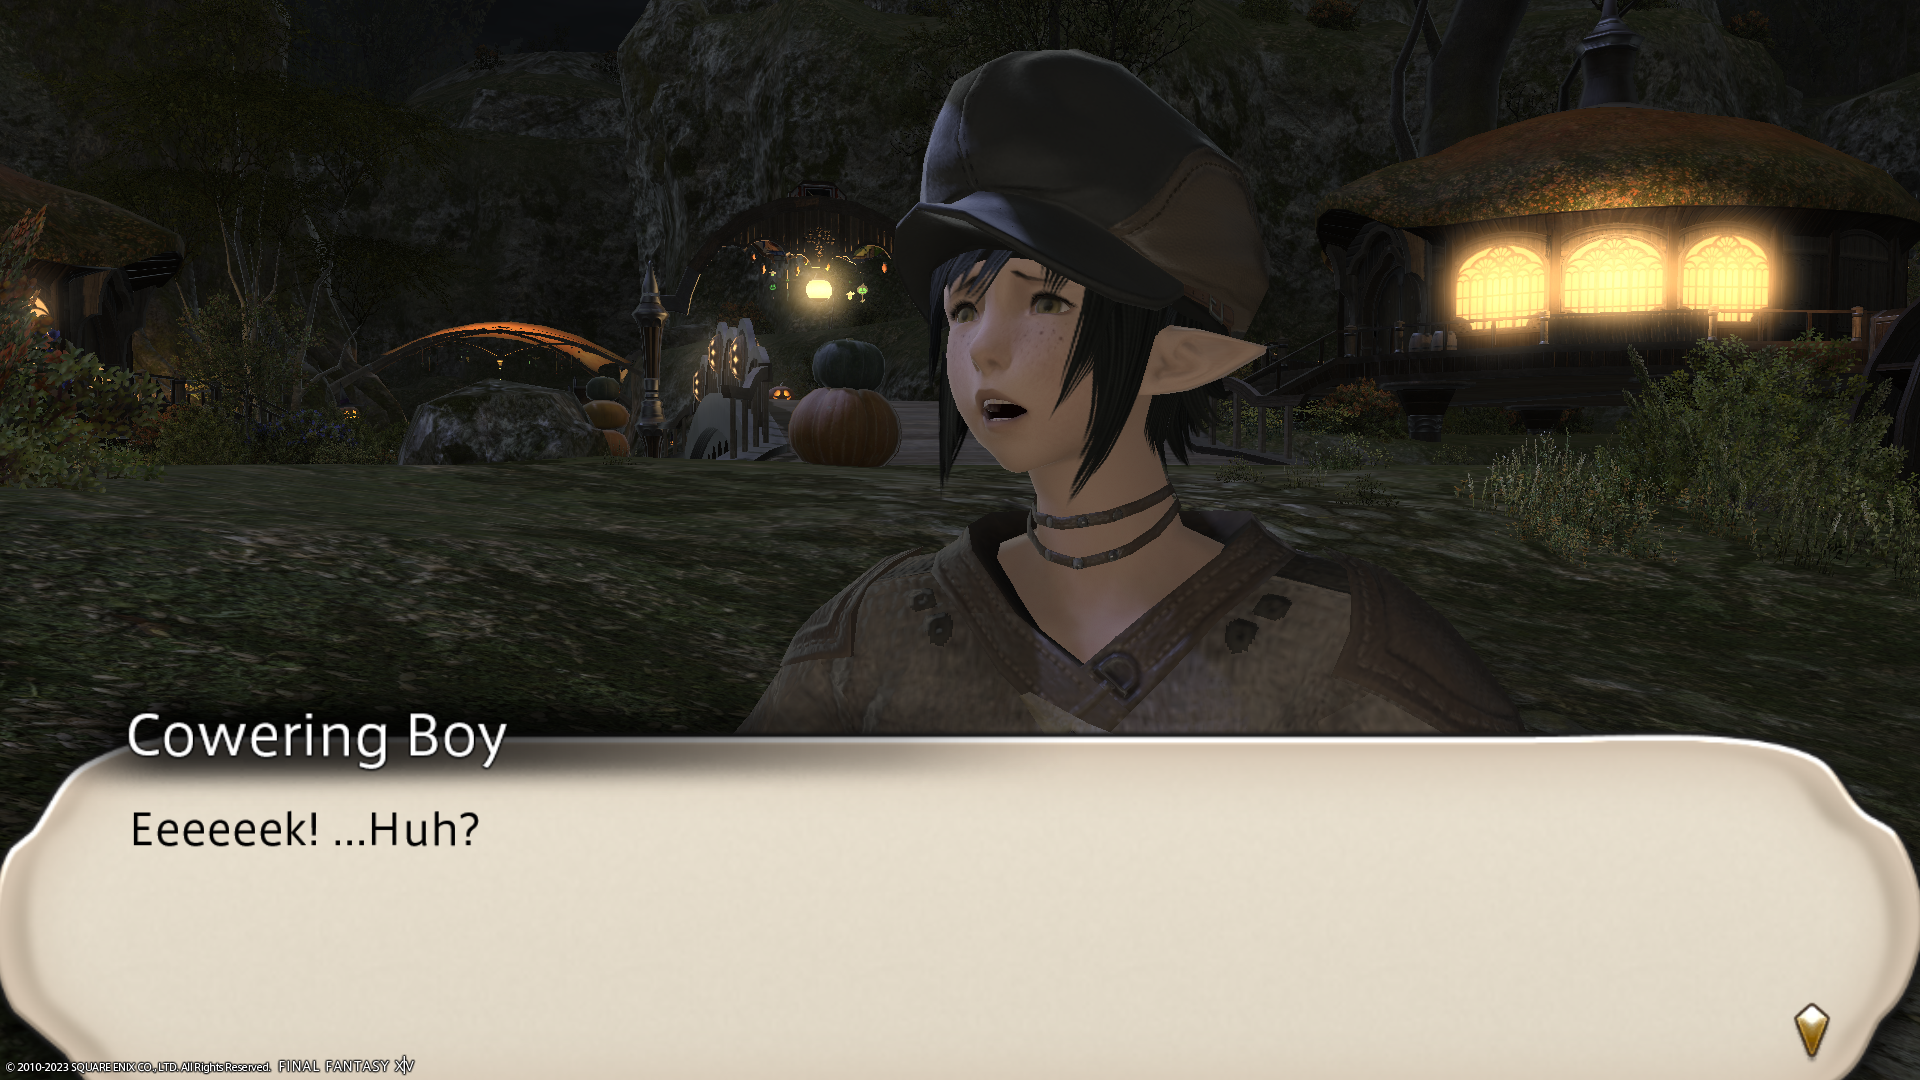 Cowering Boy
Eeeeeek! ...Huh?
© 2010-2023 SQUARE ENIX CO., LTD. All Rights Reserved. FINAL FANTASY XIV